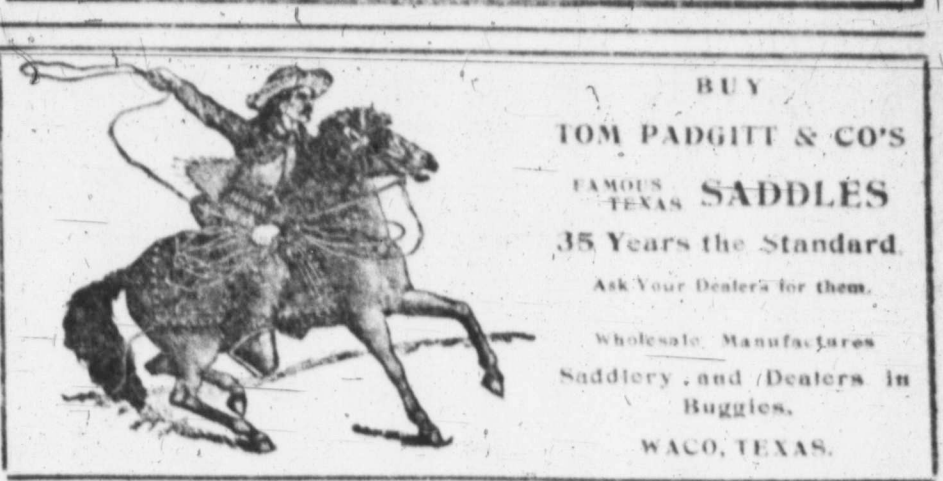 BUY
TOM PADGITT & CO'S
FAMOUS TEXAS SADDLES
35 Years the Standard.
Ask Your Dealers for them.
Wholesale Manufactures
Saddlery and Dealers in
Buggies.
WACO, TEXAS.